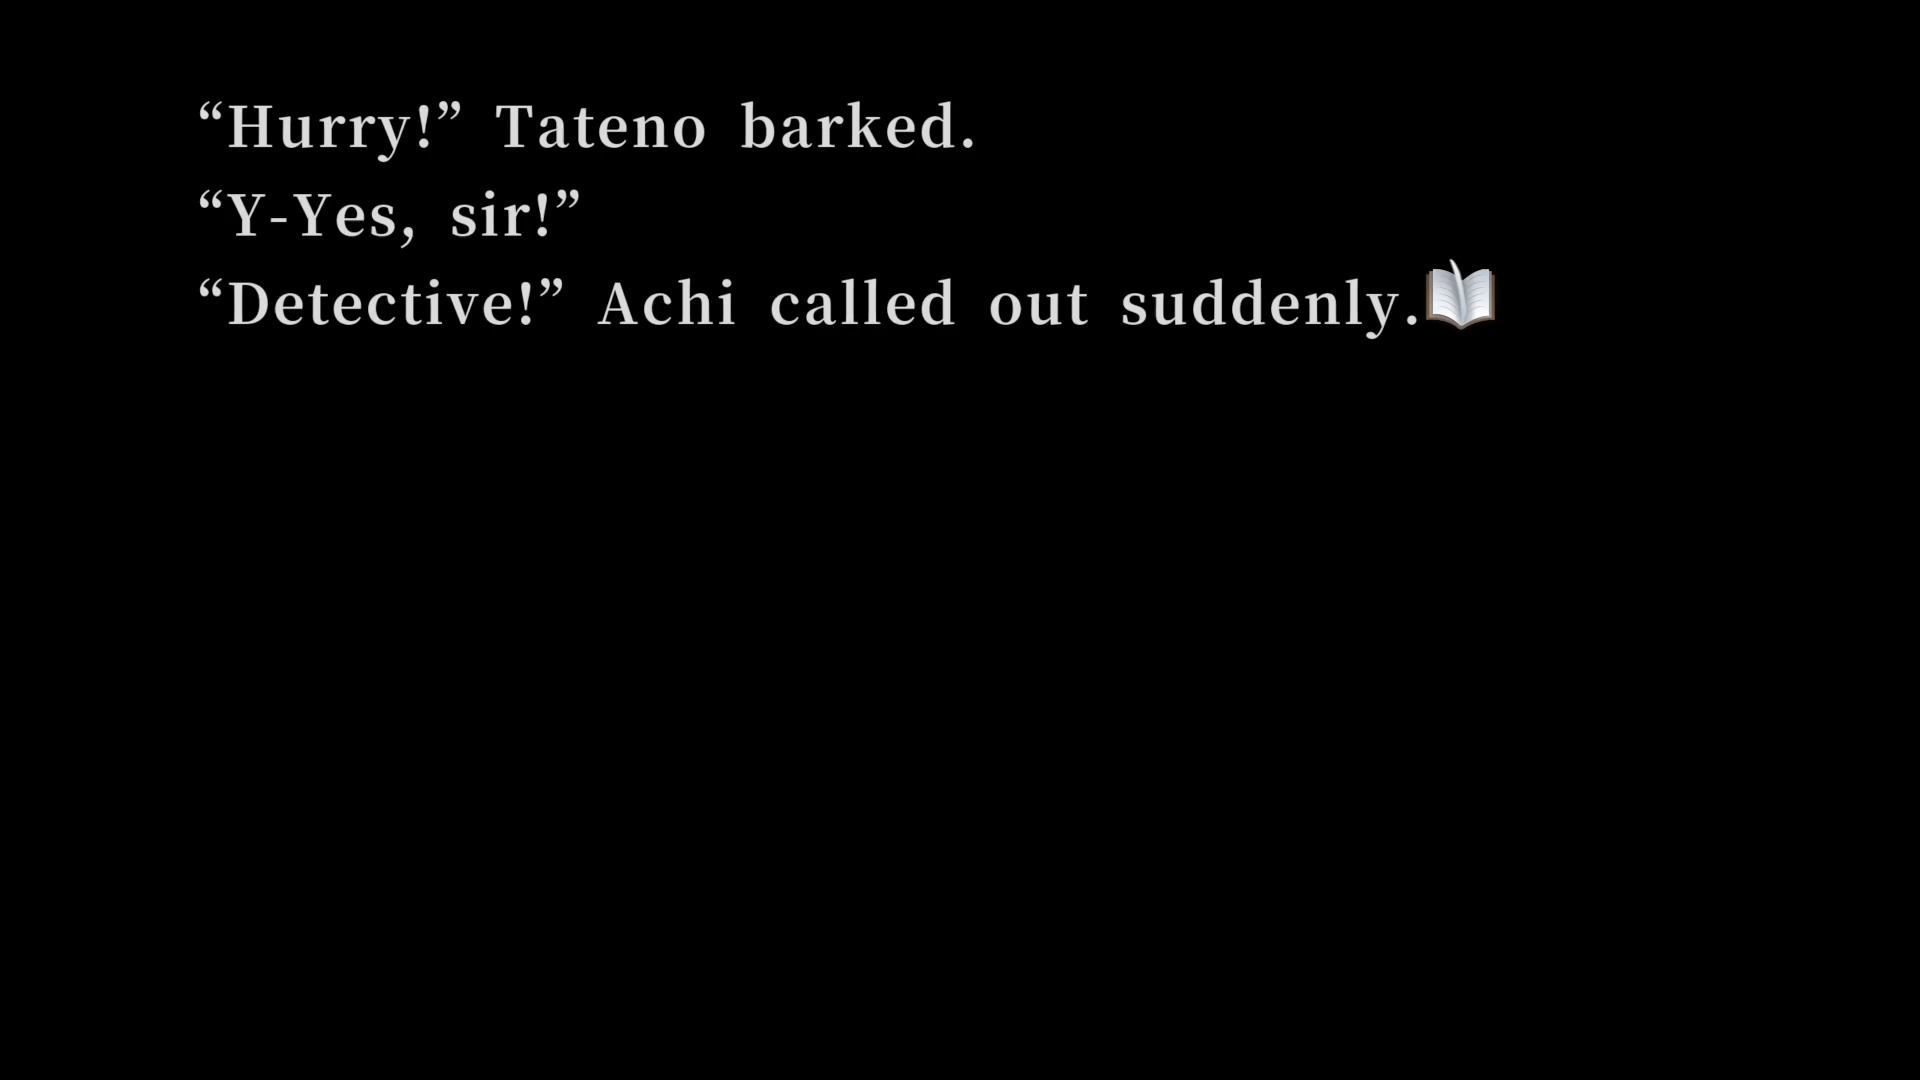 “Hurry!” Tateno barked.
“Y-Yes, sir!”
“Detective!” Achi called out suddenly.